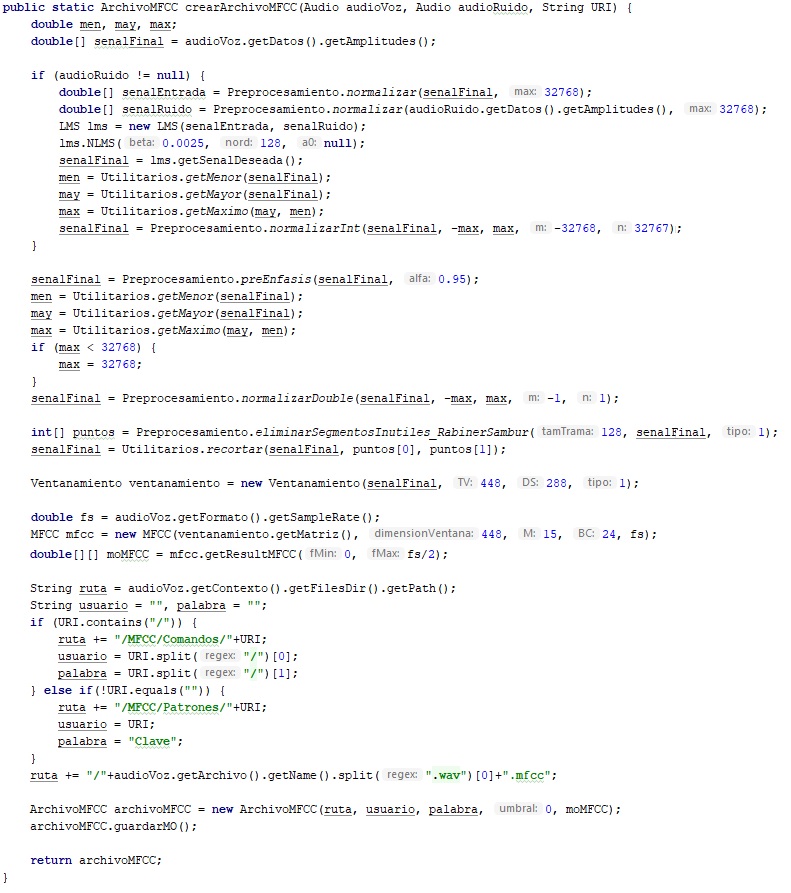 public static ArchivoMFCC crearArchivoMFCC(Audio audioVoz, Audio audioRuido, String URI) {
double men, may, max;
double[] senalFinal = audioVoz.getDatos().getAmplitudes();
if (audioRuido != null) {
double[] senalEntrada = Preprocesamiento.normalizar(senalFinal, max: 32768);
double[] senalRuido = Preprocesamiento.normalizar(audioRuido.getDatos().getAmplitudes(), max: 32768);
LMS lms = new LMS(senalEntrada, senalRuido);
lms.NLMS( beta: 0.0025, nord: 128, a0: null);
senalFinal = lms.getSenalDeseada();
men = Utilitarios.getMenor(senalFinal);
may = Utilitarios.getMayor(senalFinal);
max = Utilitarios.getMaximo(may, men);
senalFinal = Preprocesamiento.normalizarInt(senalFinal, -max, max, m: -32768, n: 32767);
}
senalFinal = Preprocesamiento.preEnfasis(senalFinal, alfa: 0.95);
men = Utilitarios.getMenor(senalFinal);
may = Utilitarios.getMayor(senalFinal);
max = Utilitarios.getMaximo(may, men);
if (max < 32768) {
max = 32768;
}
senalFinal = Preprocesamiento.normalizarDouble(senalFinal, -max, max, m: -1, n: 1);
int[] puntos = Preprocesamiento.eliminarSegmentosInutiles_RabinerSambur( tamTrama: 128, senalFinal, tipo: 1);
senalFinal = Utilitarios.recortar(senalFinal, puntos[0], puntos[1]);
Ventanamiento ventanamiento = new Ventanamiento(senalFinal, TV: 448, DS: 288, tipo: 1);
double fs = audioVoz.getFormato().getSampleRate();
MFCC mfcc = new MFCC(ventanamiento.getMatriz(), dimensionVentana: 448, M: 15, BC: 24, fs);
double[][] moMFCC = mfcc.getResultMFCC( fMin: 0, fMax: fs/2);
String ruta = audioVoz.getContexto().getFilesDir().getPath();
String usuario = "", palabra = "";
if (URI.contains("/")) {
ruta += "/MFCC/Comandos/"+URI;
usuario = URI.split( regex: "/")[0];
palabra = URI.split( regex: "/")[1];
} else if(!URI.equals("")) {
ruta += "/MFCC/Patrones/"+URI;
usuario = URI;
palabra = "Clave";
}
ruta += "/"+audioVoz.getArchivo().getName().split( regex: ".wav")[0]+".mfcc";
ArchivoMFCC archivoMFCC = new ArchivoMFCC(ruta, usuario, palabra, umbral: 0, moMFCC);
archivoMFCC.guardarMO();
return archivoMFCC;
}